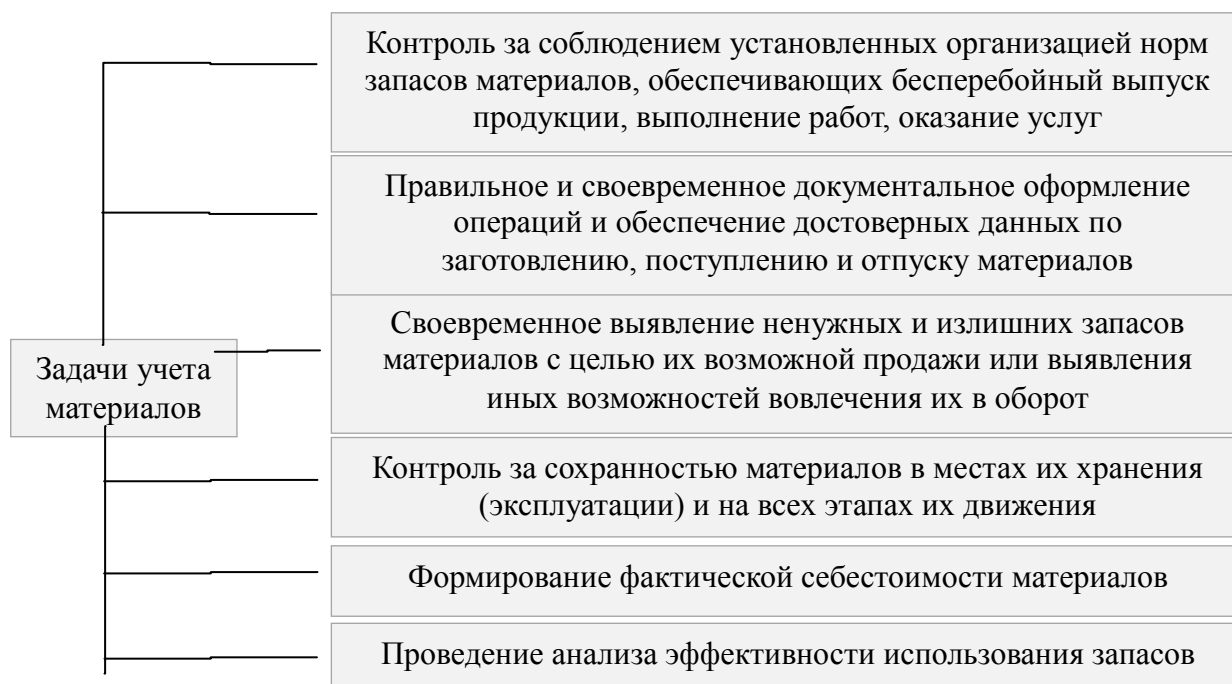 Контроль за соблюдением установленных организацией норм
запасов материалов, обеспечивающих бесперебойный выпуск
продукции, выполнение работ, оказание услуг
Правильное и своевременное документальное оформление
операций и обеспечение достоверных данных по
заготовлению, поступлению и отпуску материалов
Своевременное выявление ненужных и излишних запасов
материалов с целью их возможной продажи или выявления
иных возможностей вовлечения их в оборот
Задачи учета
материалов
Контроль за сохранностью материалов в местах их хранения
(эксплуатации) и на всех этапах их движения
Формирование фактической себестоимости материалов
Проведение анализа эффективности использования запасов